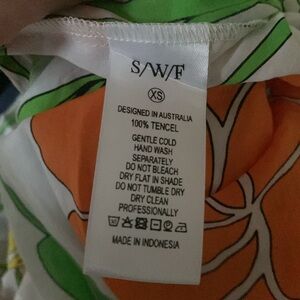 S/W/F
XS
DESIGNED IN AUSTRALIA
100% TENCEL
GENTLE COLD
HAND WASH
SEPARATELY
DO NOT BLEACH
DRY FLAT IN SHADE
DO NOT TUMBLE DRY
DRY CLEAN
PROFESSIONALLY
MADE IN INDONESIA